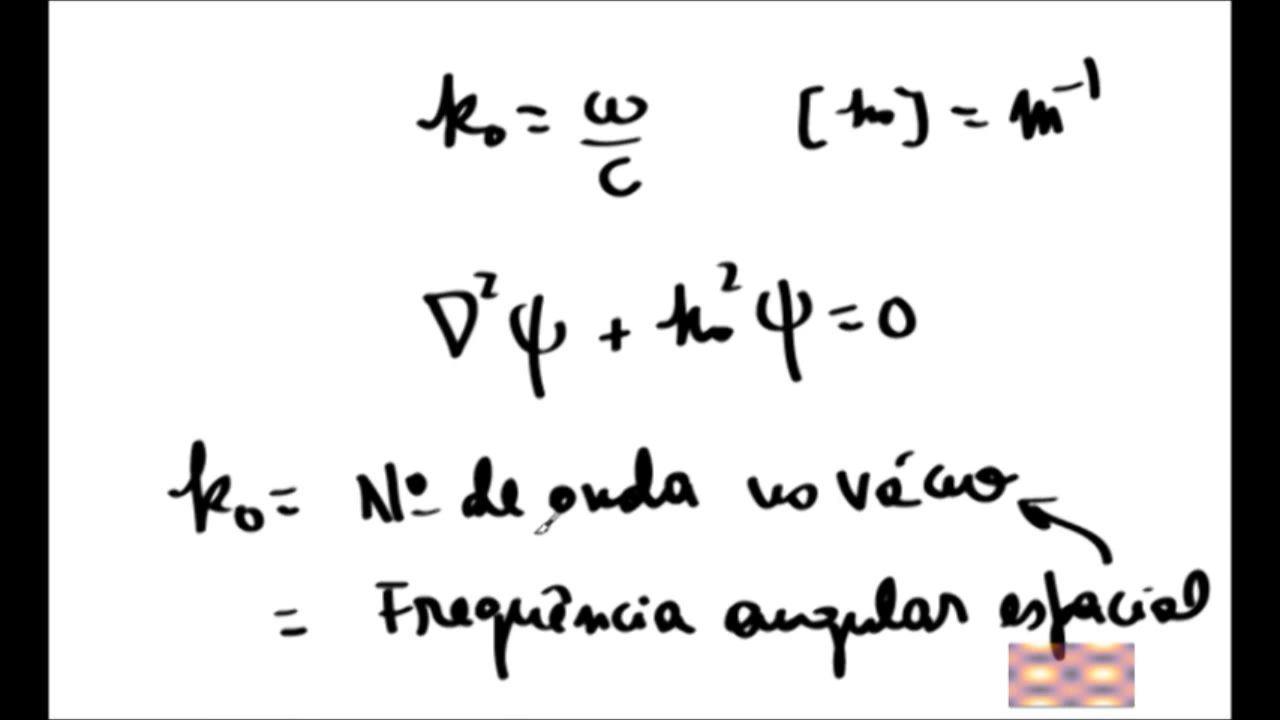 k₀ = ω/c [k₀] = m⁻¹
∇²ψ + k₀²ψ = 0
k₀ = Nº de onda no vácuo
= Frequência angular espacial